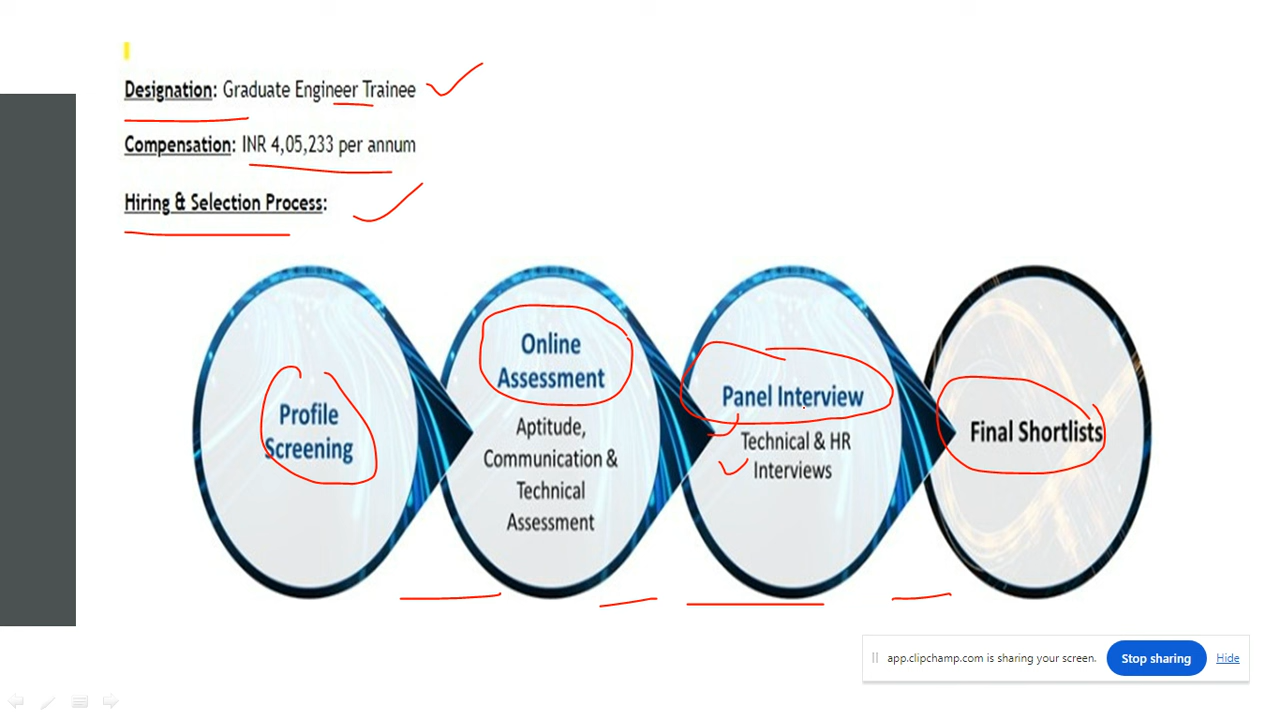 Designation: Graduate Engineer Trainee
Compensation: INR 4,05,233 per annum
Hiring & Selection Process:
Profile
Screening
Online
Assessment
Aptitude,
Communication &
Technical
Assessment
Panel Interview
Technical & HR
Interviews
Final Shortlists
app.clipchamp.com is sharing your screen.
Stop sharing
Hide